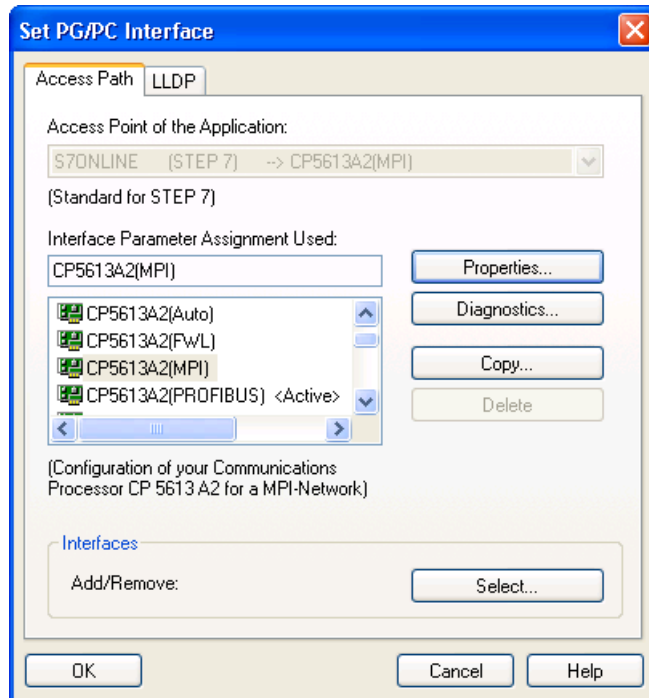 Set PG/PC Interface
Access Path
LLDP
Access Point of the Application:
S7ONLINE (STEP 7) --> CP5613A2(MPI)
(Standard for STEP 7)
Interface Parameter Assignment Used:
CP5613A2(MPI)
Properties...
CP5613A2(Auto)
Diagnostics...
CP5613A2(FWL)
CP5613A2(MPI)
Copy...
CP5613A2(PROFIBUS) <Active>
Delete
(Configuration of your Communications
Processor CP 5613 A2 for a MPI-Network)
Interfaces
Add/Remove:
Select...
OK
Cancel
Help